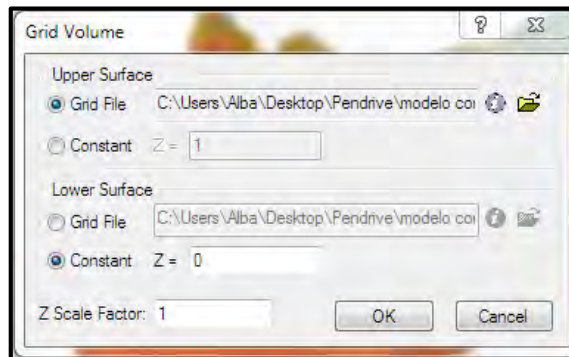 Grid Volume
Upper Surface
Grid File C:\Users\Alba\Desktop\Pendrive\modelo co
Constant Z = 1
Lower Surface
Grid File C:\Users\Alba\Desktop\Pendrive\modelo co
Constant Z = 0
Z Scale Factor: 1 OK Cancel